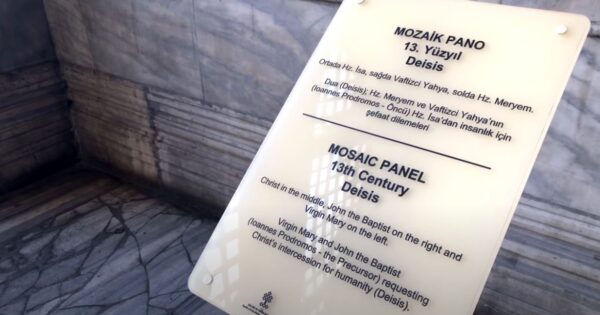 MOZAİK PANO
13. Yüzyıl
Deisis
Ortada Hz. İsa, sağda Vaftizci Yahya, solda Hz. Meryem.
Dua (Deisis); Hz. Meryem ve Vaftizci Yahya'nın
(Ioannes Prodromos - Öncü) Hz. İsa'dan insanlık için
şefaat dilemeleri
MOSAIC PANEL
13th Century
Deisis
Christ in the middle, John the Baptist on the right and
Virgin Mary on the left.
Virgin Mary and John the Baptist
(Ioannes Prodromos - the Precursor) requesting
Christ's intercession for humanity (Deisis).